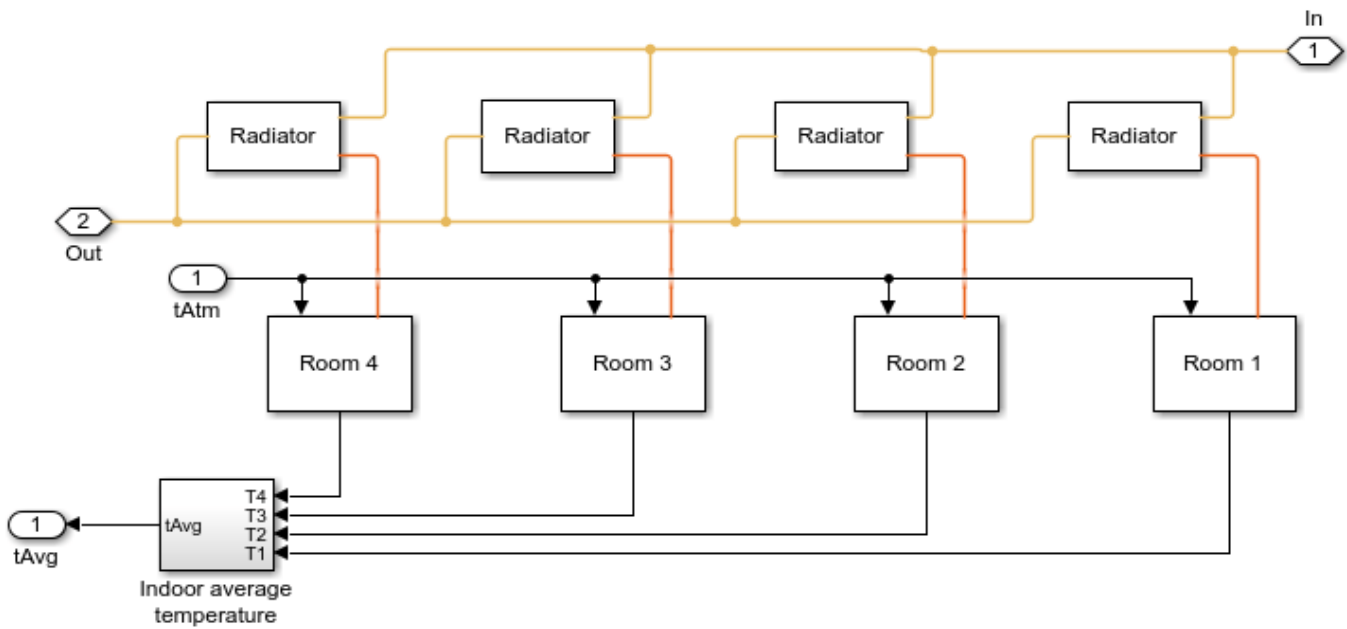 In
1
Radiator
Radiator
Radiator
Radiator
2
Out
1
tAtm
Room 4
Room 3
Room 2
Room 1
T4
T3
tAvg
T2
T1
1
tAvg
Indoor average
temperature